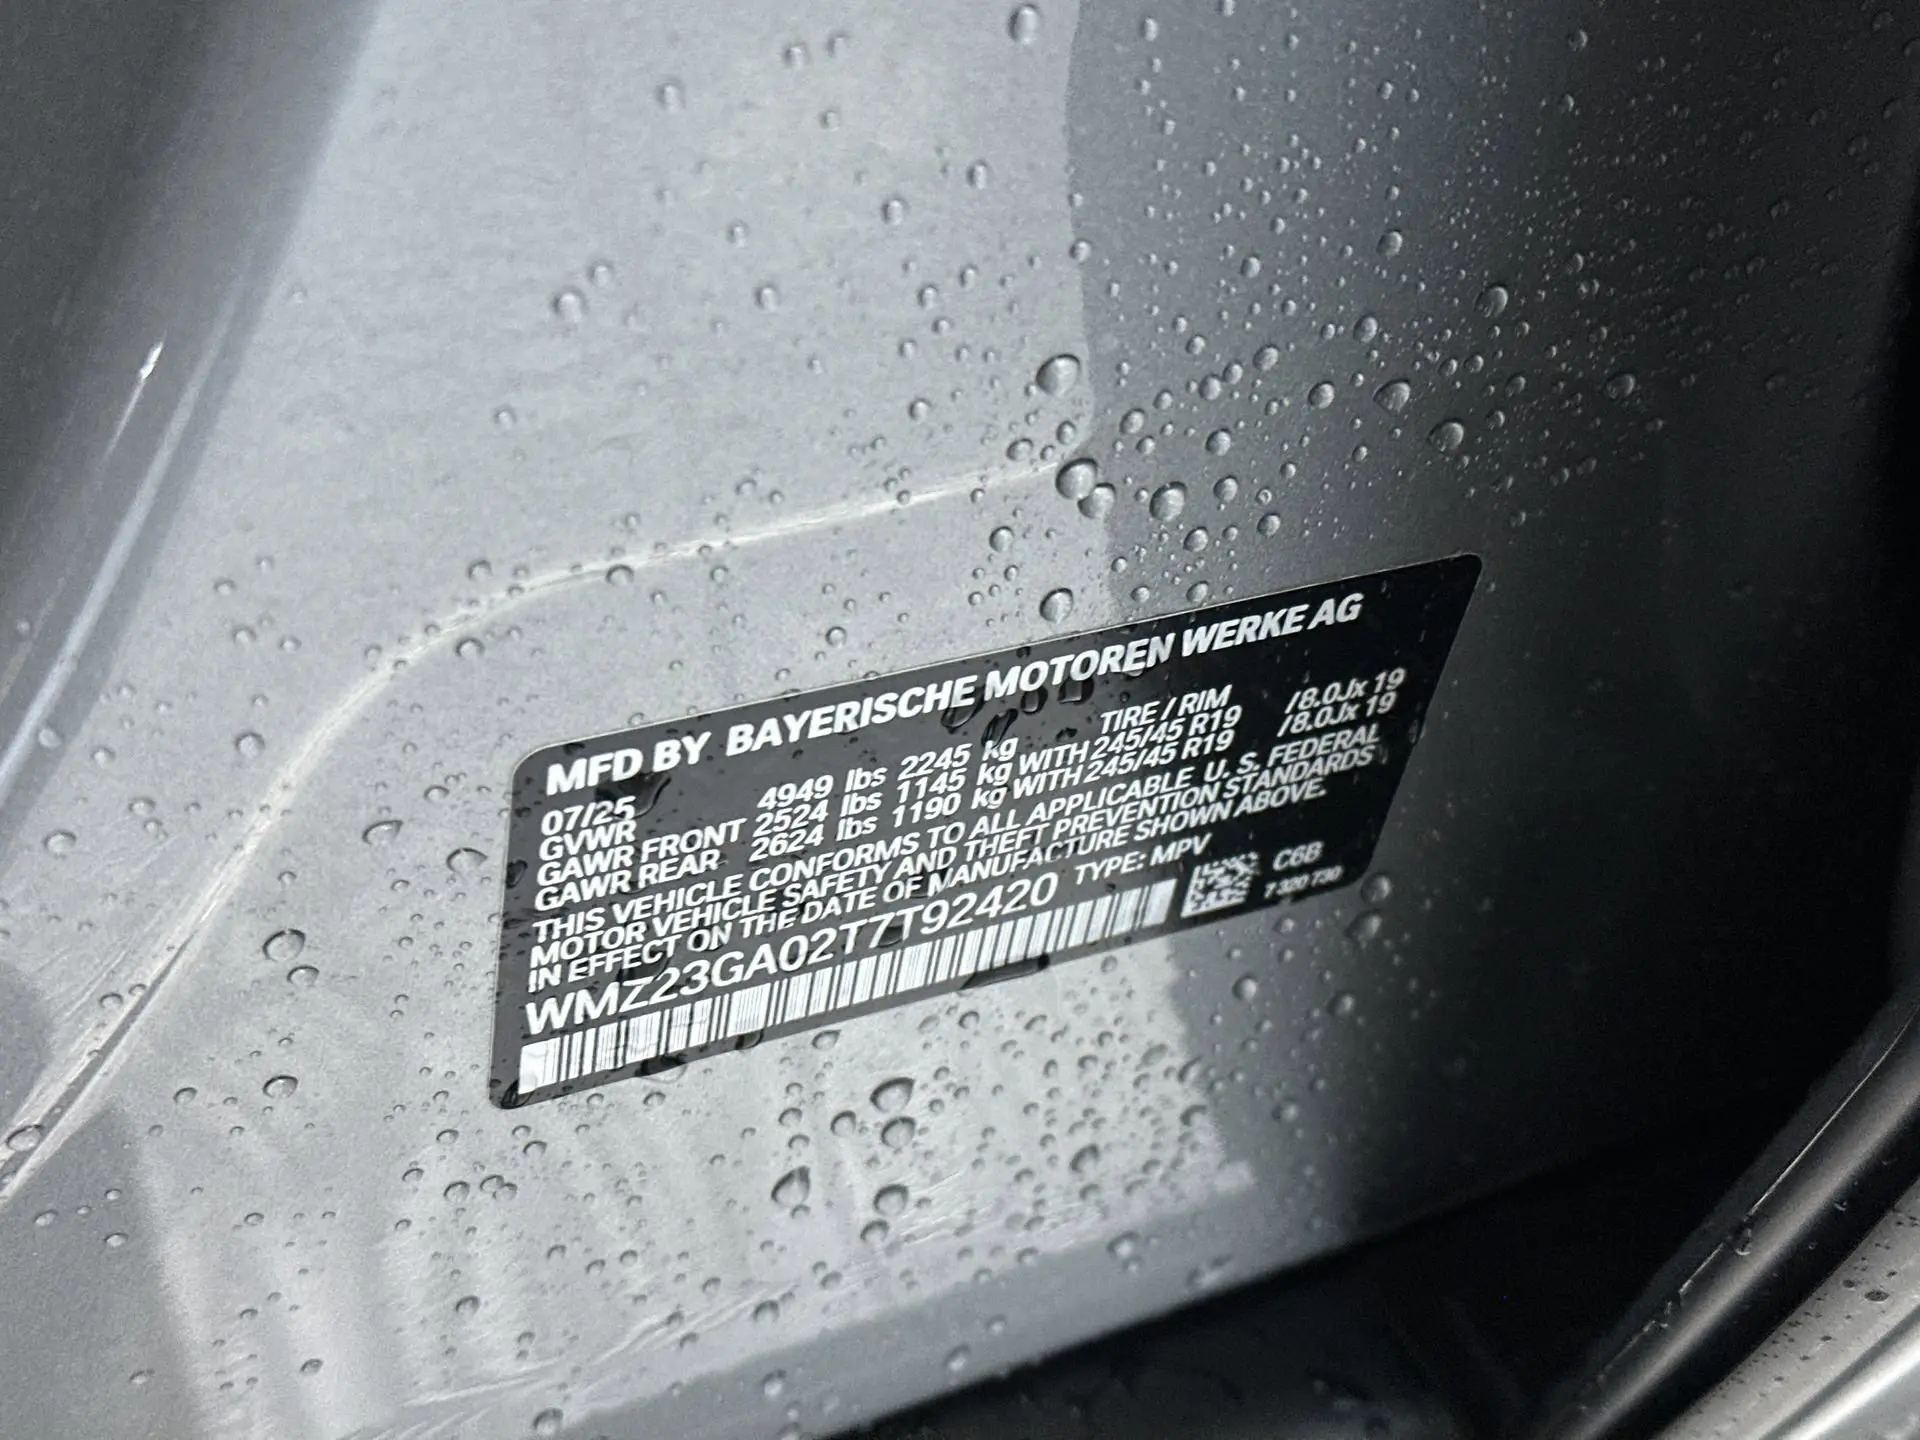 MFD BY BAYERISCHE MOTOREN WERKE AG
07/25 TIRE / RIM
GVWR 4949 lbs 2245 kg
GAWR FRONT 2524 lbs 1145 kg WITH 245/45 R19 /8.0Jx 19
GAWR REAR 2624 lbs 1190 kg WITH 245/45 R19 /8.0Jx 19
THIS VEHICLE CONFORMS TO ALL APPLICABLE U. S. FEDERAL
MOTOR VEHICLE SAFETY AND THEFT PREVENTION STANDARDS
IN EFFECT ON THE DATE OF MANUFACTURE SHOWN ABOVE.
WMZ23GA02T7T92420 TYPE: MPV
C6B
7 320 730